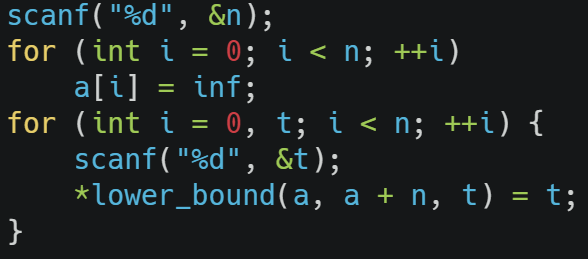 scanf("%d", &n);
for (int i = 0; i < n; ++i)
    a[i] = inf;
for (int i = 0, t; i < n; ++i) {
    scanf("%d", &t);
    *lower_bound(a, a + n, t) = t;
}